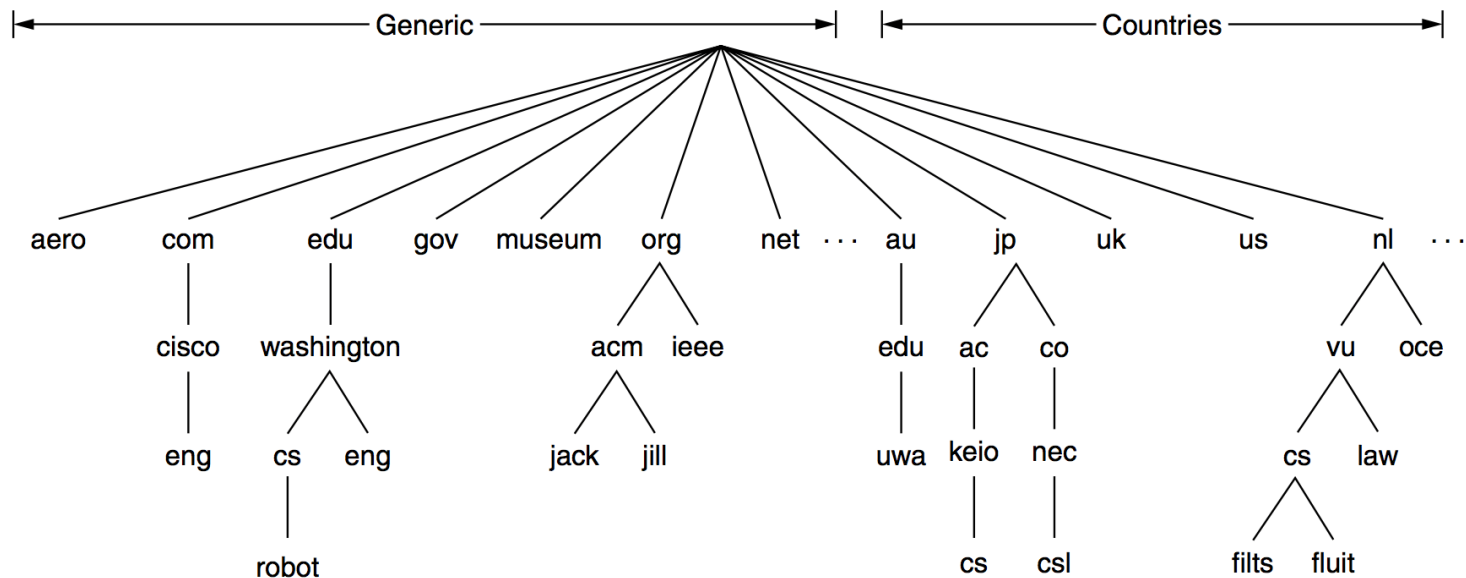 Generic Countries
aero com edu gov museum org net ... au jp uk us nl ...
cisco washington acm ieee edu ac co vu oce
eng cs eng jack jill uwa keio nec cs law
robot cs csl filts fluit